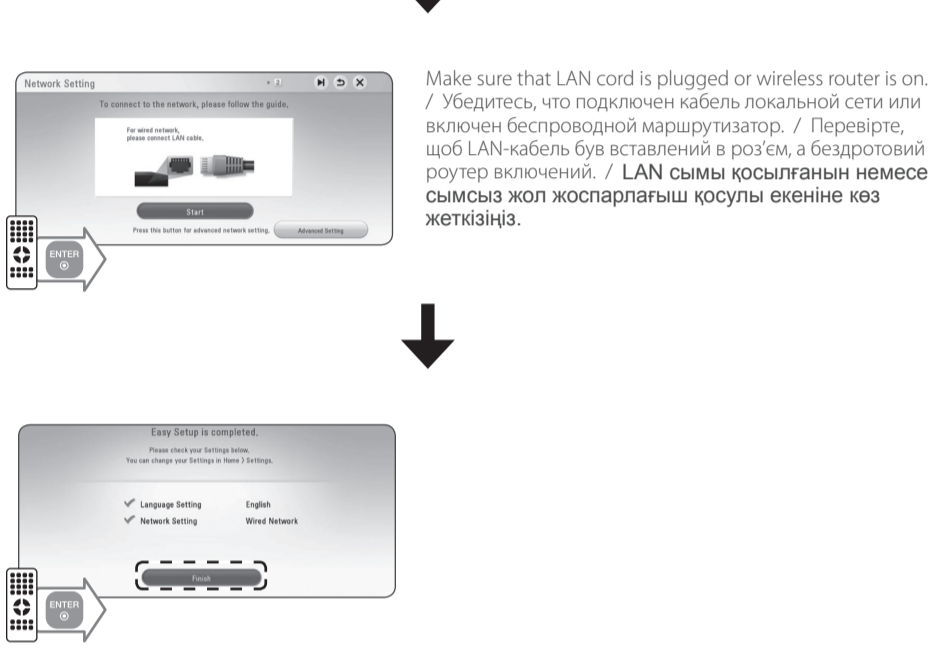 Network Setting
2
To connect to the network, please follow the guide.
For wired network,
please connect LAN cable.
Start
Press this button for advanced network setting.
Advanced Setting
ENTER
Make sure that LAN cord is plugged or wireless router is on.
/ Убедитесь, что подключен кабель локальной сети или
включен беспроводной маршрутизатор. / Перевірте,
щоб LAN-кабель був вставлений в роз’єм, а бездротовий
роутер включений. / LAN сымы қосылғанын немесе
сымсыз жол жоспарлағыш қосулы екеніне көз
жеткізіңіз.
Easy Setup is completed.
Please check your Settings below.
You can change your Settings in Home > Settings.
Language Setting English
Network Setting Wired Network
Finish
ENTER